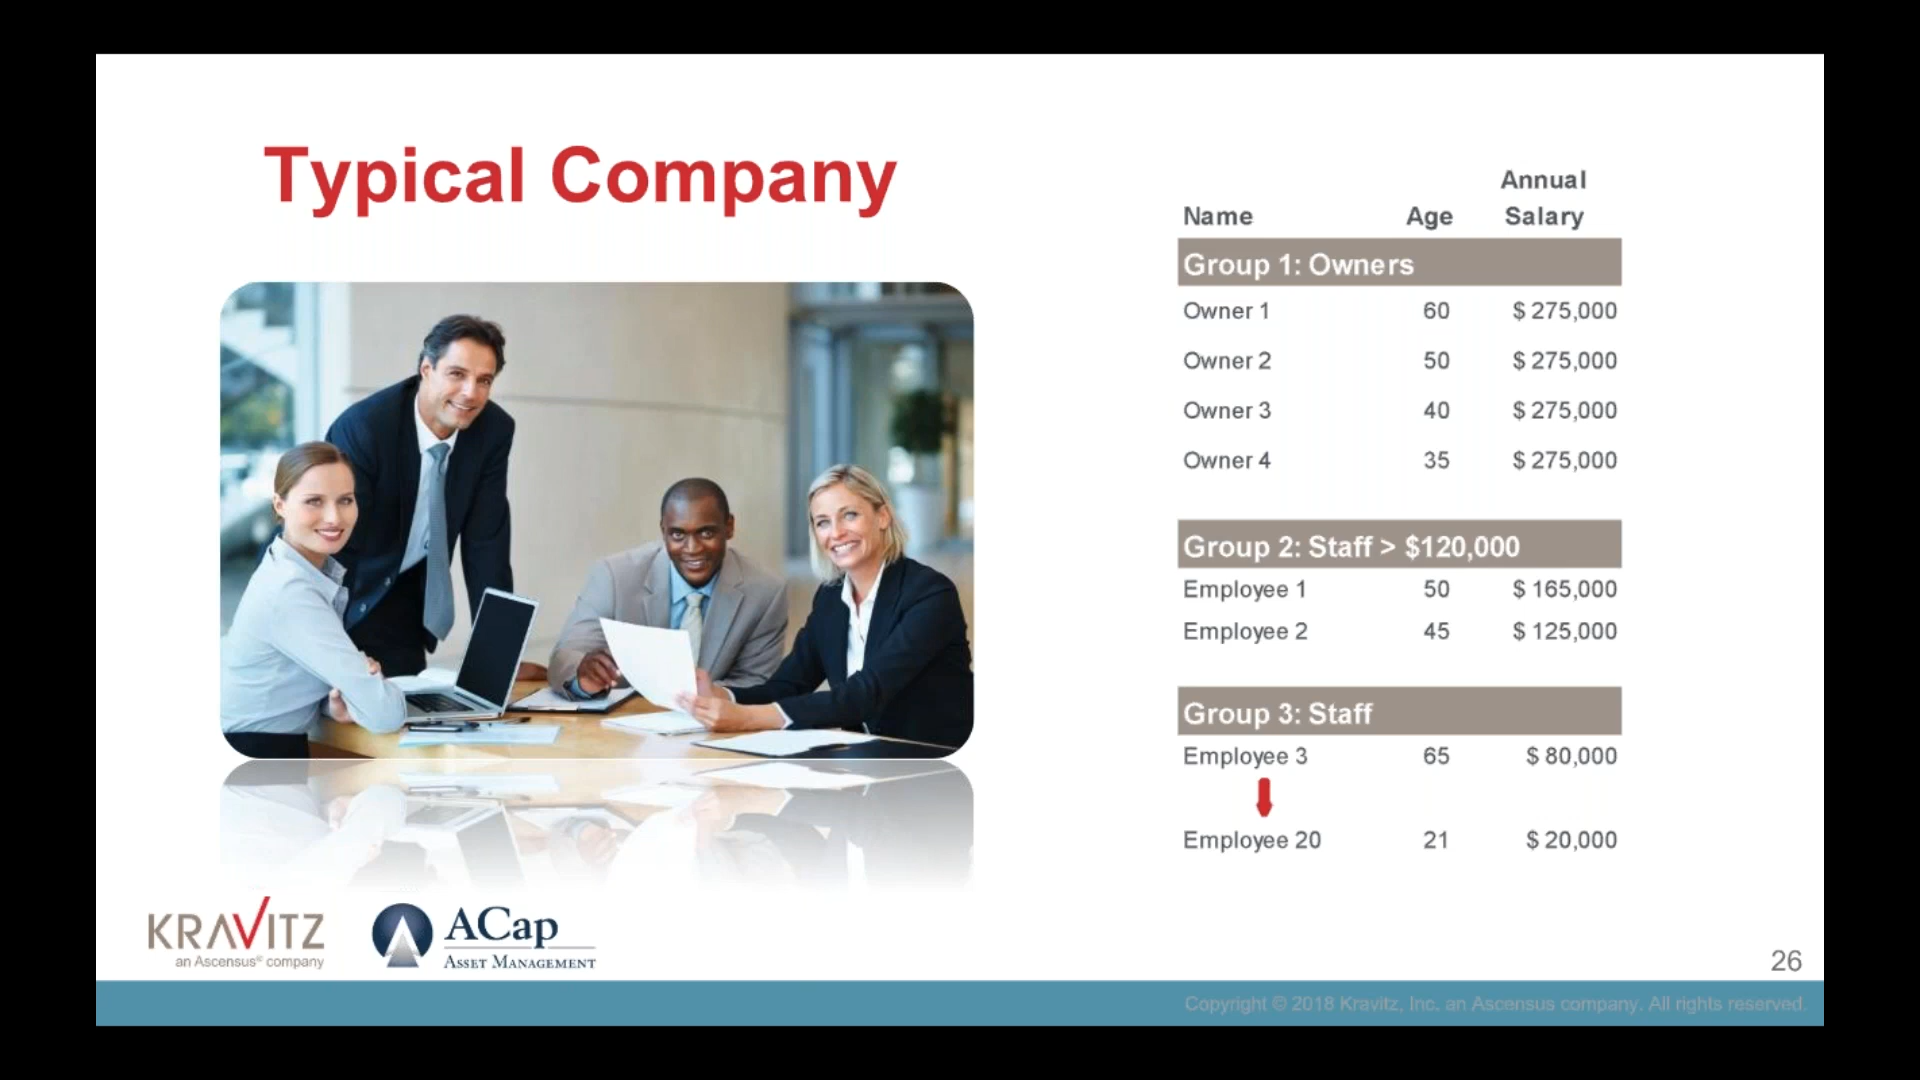 Typical Company
Annual
Name Age Salary
Group 1: Owners
Owner 1 60 $ 275,000
Owner 2 50 $ 275,000
Owner 3 40 $ 275,000
Owner 4 35 $ 275,000
Group 2: Staff > $120,000
Employee 1 50 $ 165,000
Employee 2 45 $ 125,000
Group 3: Staff
Employee 3 65 $ 80,000
Employee 20 21 $ 20,000
KRAVITZ
an Ascensus® company
ACap
ASSET MANAGEMENT
26
Copyright © 2018 Kravitz, Inc. an Ascensus company. All rights reserved.